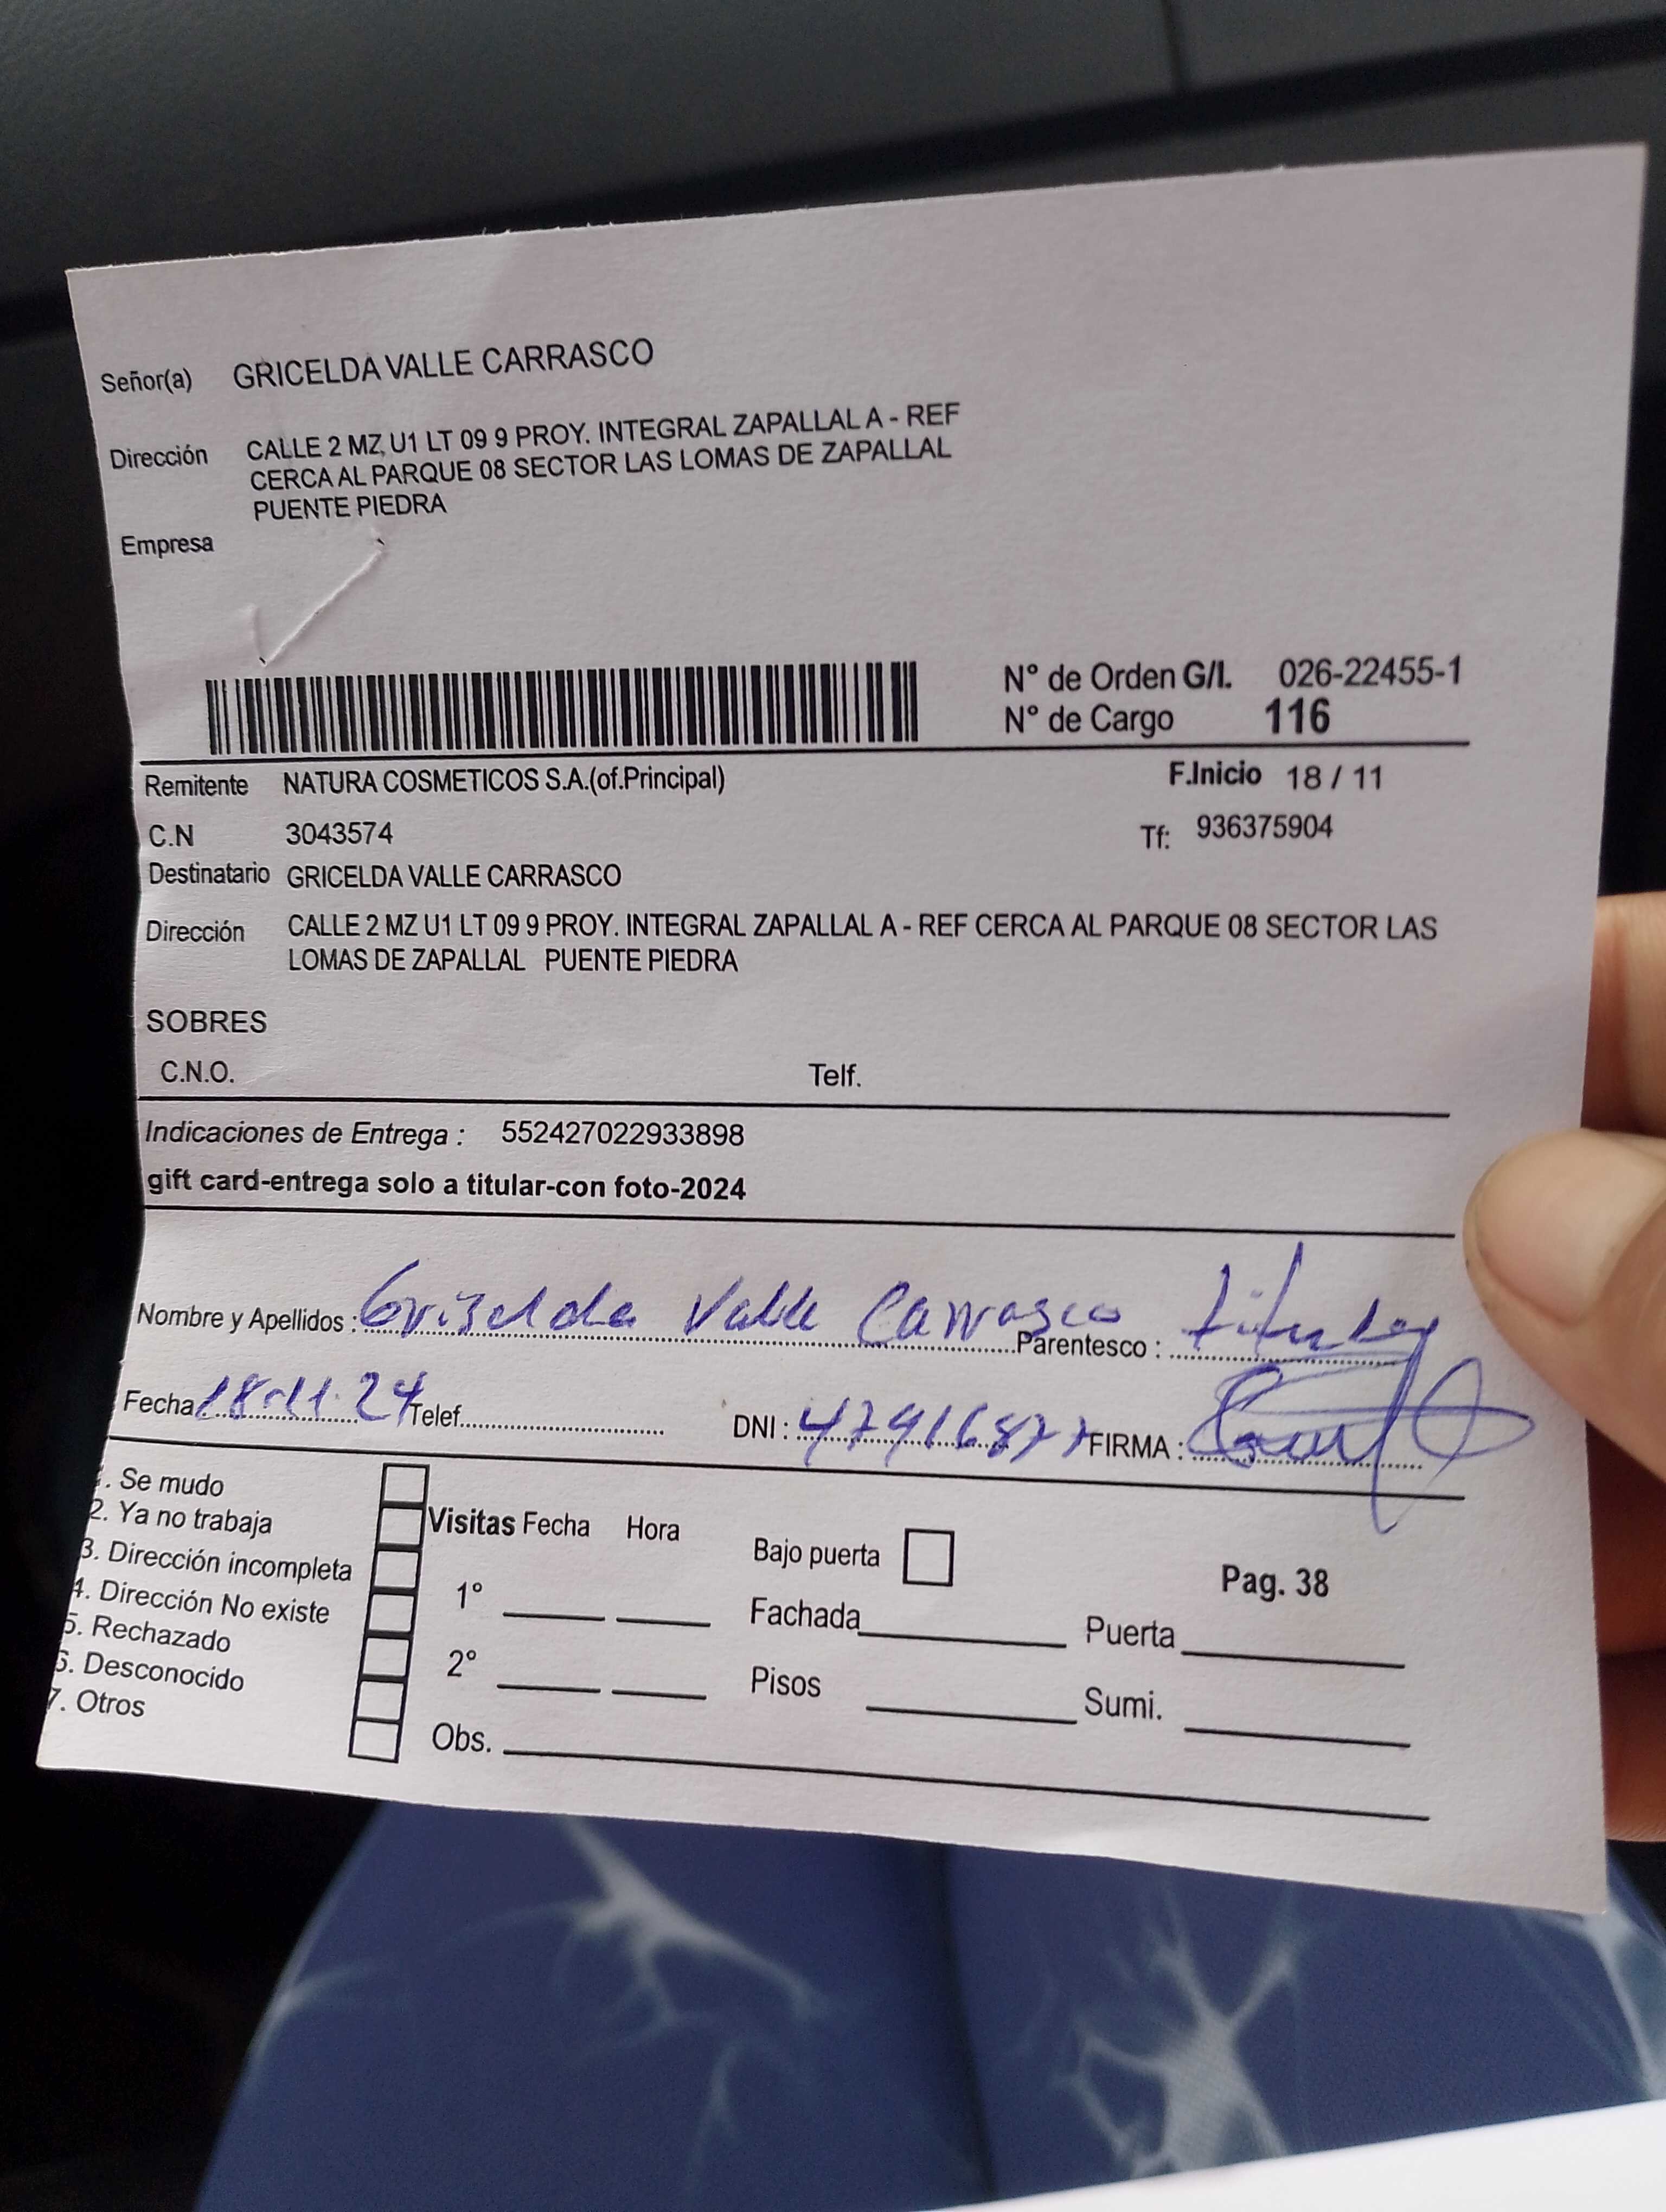 Señor(a) GRICELDA VALLE CARRASCO
Dirección CALLE 2 MZ U1 LT 09 9 PROY. INTEGRAL ZAPALLAL A - REF
CERCA AL PARQUE 08 SECTOR LAS LOMAS DE ZAPALLAL
PUENTE PIEDRA
Empresa
N° de Orden G/I. 026-22455-1
N° de Cargo 116
Remitente NATURA COSMETICOS S.A.(of.Principal) F.Inicio 18 / 11
C.N 3043574 Tf: 936375904
Destinatario GRICELDA VALLE CARRASCO
Dirección CALLE 2 MZ U1 LT 09 9 PROY. INTEGRAL ZAPALLAL A - REF CERCA AL PARQUE 08 SECTOR LAS
LOMAS DE ZAPALLAL PUENTE PIEDRA
SOBRES
C.N.O. Telf.
Indicaciones de Entrega : 552427022933898
gift card-entrega solo a titular-con foto-2024
Nombre y Apellidos : Griselda Valle Carrasco Parentesco : titular
Fecha 18-11-24 Telef. DNI : 47916877 FIRMA :
1. Se mudo
2. Ya no trabaja
3. Dirección incompleta
4. Dirección No existe
5. Rechazado
6. Desconocido
7. Otros
Visitas Fecha Hora
1°
2°
Obs.
Bajo puerta
Fachada
Pisos
Pag. 38
Puerta
Sumi.